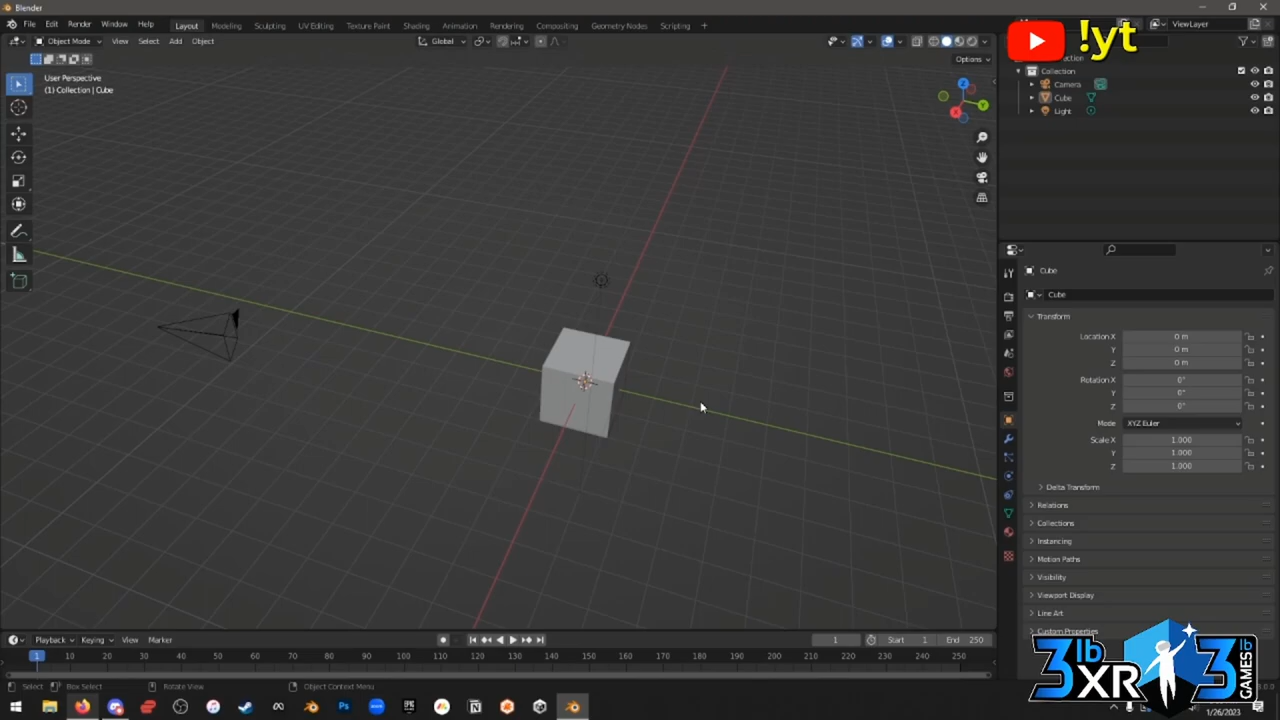 Blender
File Edit Render Window Help Layout Modeling Sculpting UV Editing Texture Paint Shading Animation Rendering Compositing Geometry Nodes Scripting + ViewLayer
Object Mode View Select Add Object Global !yt
Options
User Perspective
(1) Collection | Cube
Z
Y
X
Collection
Camera
Cube
Light
Cube
Cube
Transform
Location X 0 m
Y 0 m
Z 0 m
Rotation X 0°
Y 0°
Z 0°
Mode XYZ Euler
Scale X 1.000
Y 1.000
Z 1.000
Delta Transform
Relations
Collections
Instancing
Motion Paths
Visibility
Viewport Display
Line Art
Custom Properties
Playback Keying View Marker 1 Start 1 End 250
1 10 20 30 40 50 60 70 80 90 100 110 120 130 140 150 160 170 180 190 200 210 220 230 240 250
Select Box Select Rotate View Object Context Menu
3lb XR 3lb GAMES
1/26/2023